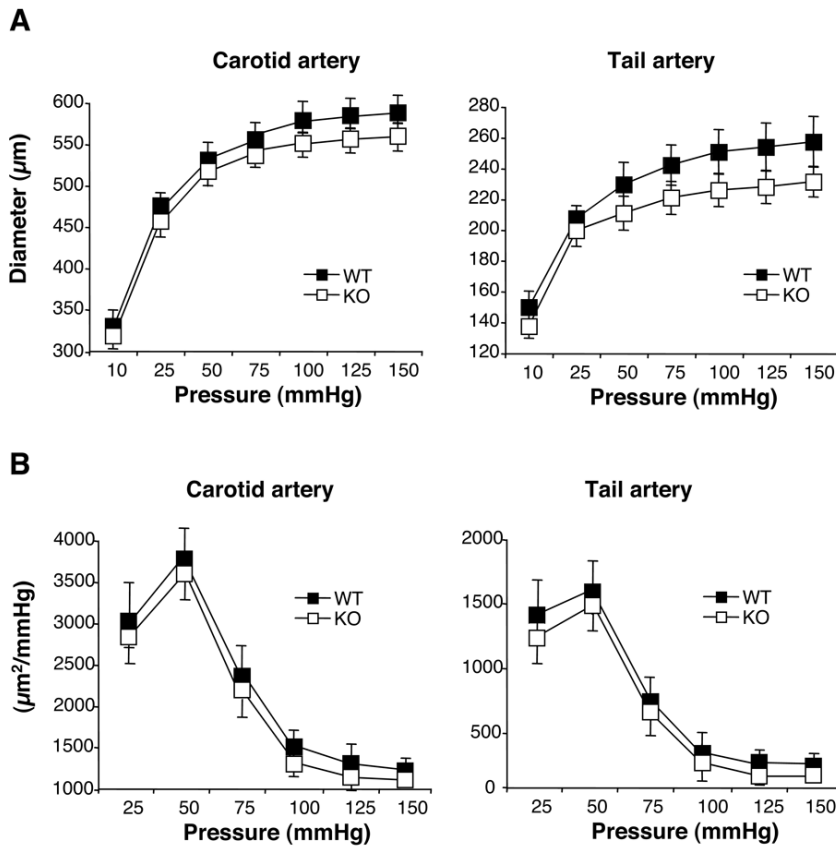 A
Carotid artery
Diameter (µm)
600
550
500
450
400
350
300
WT
KO
10 25 50 75 100 125 150
Pressure (mmHg)
Tail artery
280
260
240
220
200
180
160
140
120
WT
KO
10 25 50 75 100 125 150
Pressure (mmHg)
B
Carotid artery
(µm²/mmHg)
4000
3500
3000
2500
2000
1500
1000
WT
KO
25 50 75 100 125 150
Pressure (mmHg)
Tail artery
2000
1500
1000
500
0
WT
KO
25 50 75 100 125 150
Pressure (mmHg)